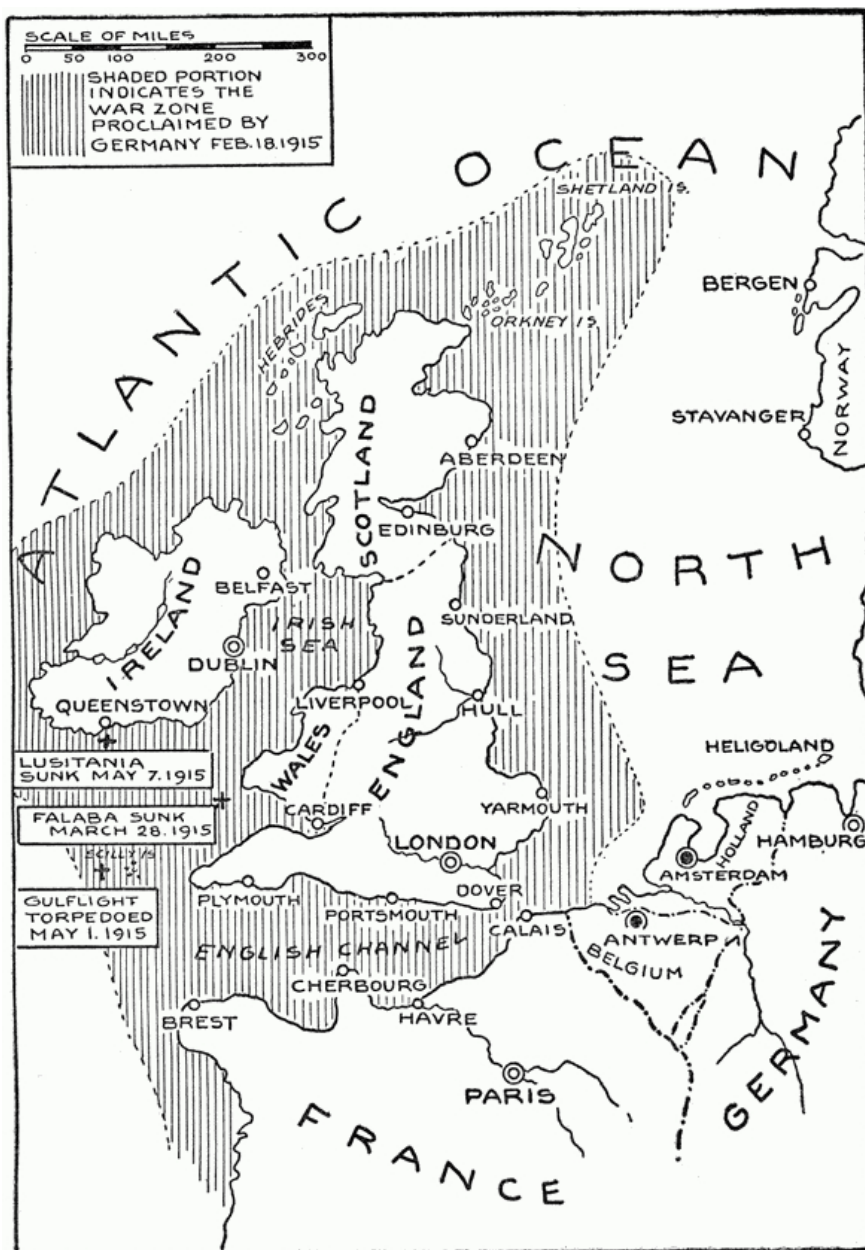 SCALE OF MILES
0 50 100 200 300
SHADED PORTION
INDICATES THE
WAR ZONE
PROCLAIMED BY
GERMANY FEB. 18. 1915
ATLANTIC OCEAN
SHETLAND IS.
ORKNEY IS
HEBRIDES
BERGEN
NORWAY
STAVANGER
SCOTLAND
ABERDEEN
EDINBURG
NORTH
SEA
IRELAND
BELFAST
IRISH
SEA
SUNDERLAND
DUBLIN
ENGLAND
QUEENSTOWN
LIVERPOOL
HULL
WALES
HELIGOLAND
LUSITANIA
SUNK MAY 7. 1915
FALABA SUNK
MARCH 28. 1915
CARDIFF
YARMOUTH
HOLLAND
HAMBURG
SCILLY IS
LONDON
AMSTERDAM
GULFLIGHT
TORPEDOED
MAY 1. 1915
PLYMOUTH
PORTSMOUTH
DOVER
CALAIS
ANTWERP
BELGIUM
ENGLISH CHANNEL
CHERBOURG
BREST
HAVRE
GERMANY
PARIS
FRANCE